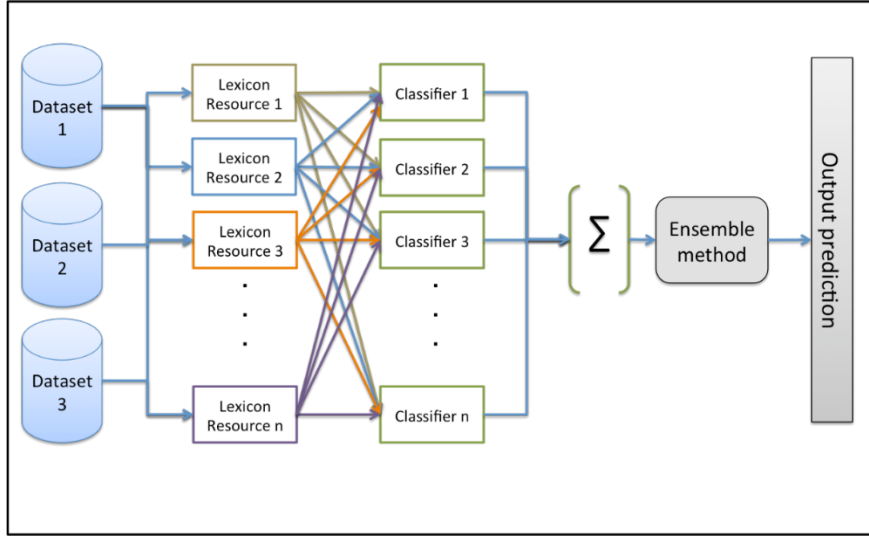 Dataset
1
Dataset
2
Dataset
3
Lexicon
Resource 1
Lexicon
Resource 2
Lexicon
Resource 3
.
.
.
Lexicon
Resource n
Classifier 1
Classifier 2
Classifier 3
.
.
.
Classifier n
[Σ]
Ensemble
method
Output prediction